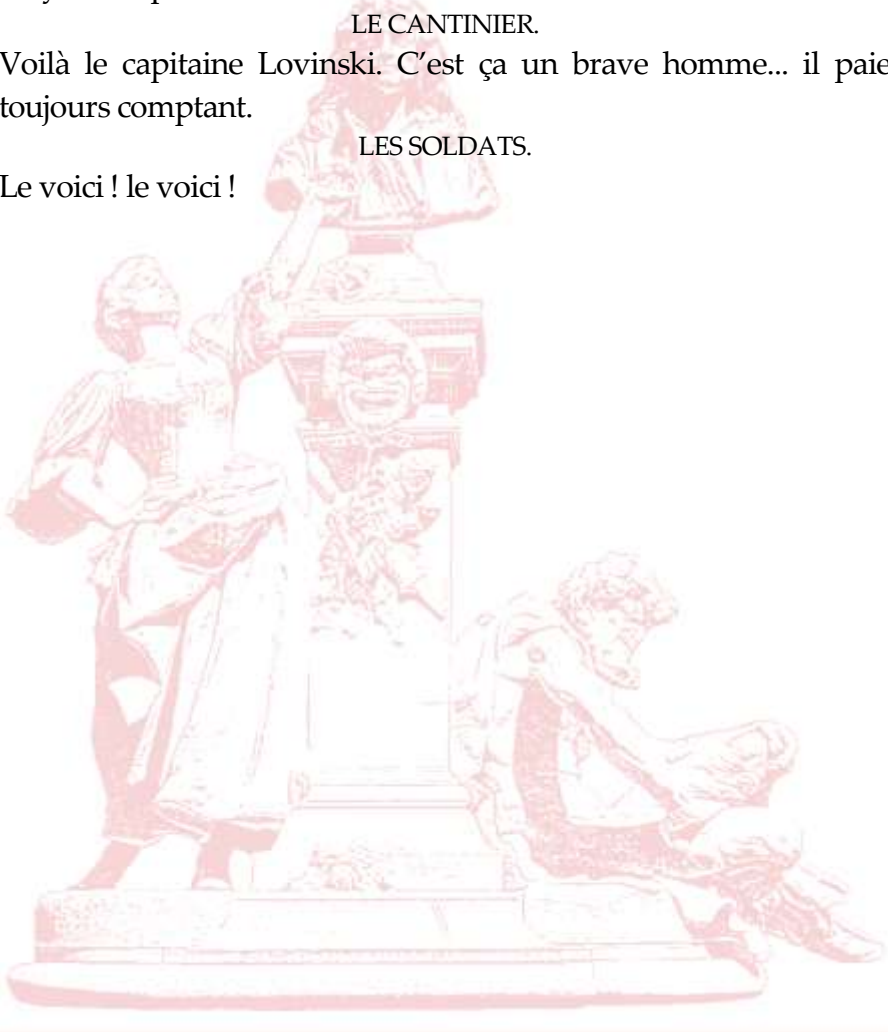 LE CANTINIER.
Voilà le capitaine Lovinski. C’est ça un brave homme... il paie
toujours comptant.
LES SOLDATS.
Le voici ! le voici !